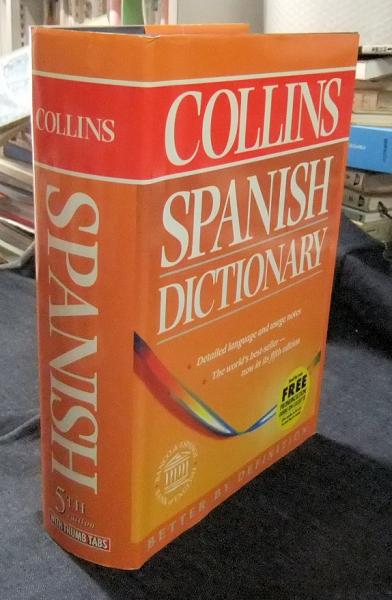 COLLINS
SPANISH
5TH
edition
WITH THUMB TABS
COLLINS
SPANISH
DICTIONARY
Detailed language and usage notes
The world's best-seller –
now in its fifth edition
FREE
BETTER BY DEFINITION